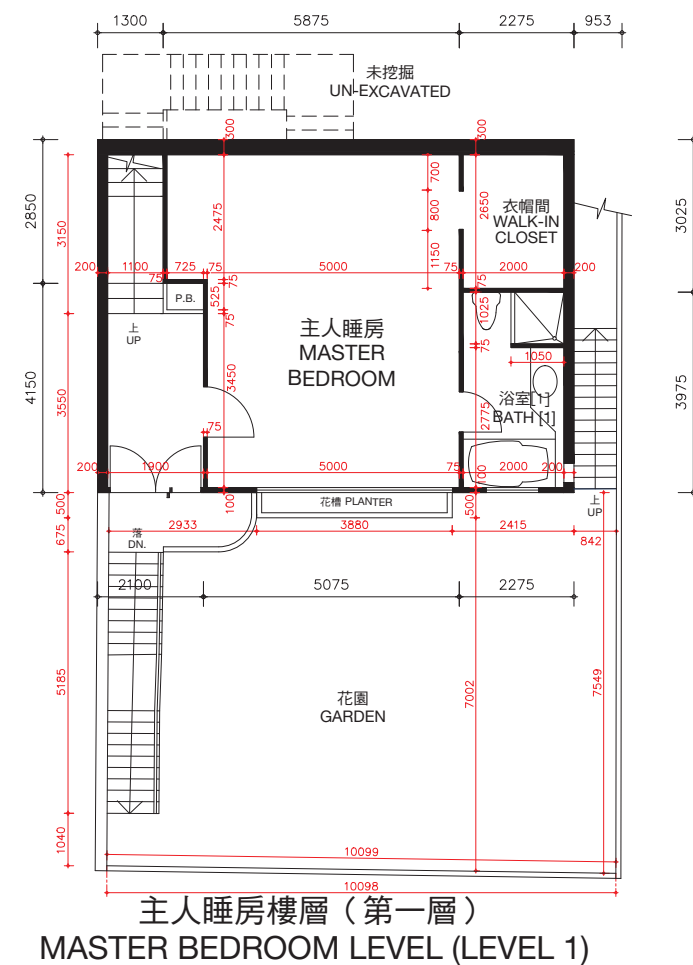 1300 5875 2275 953
未挖掘
UN-EXCAVATED
300 300
2850 3150 2475 700 800 1150 2650 3025
衣帽間
WALK-IN
CLOSET
200 1100 725 75 5000 75 2000 200
75 75 75
P.B. 525 75 1025
上
UP
主人睡房
MASTER
BEDROOM
75 1050
4150 3550 3450 2775 3975
浴室[1]
BATH [1]
75
200 1900 5000 75 2000 200
100 100
花槽 PLANTER
500 500
上
UP
675
落
DN.
2933 3880 2415 842
2100 5075 2275
5185 7002 7549
花園
GARDEN
1040
10099
10098
主人睡房樓層（第一層）
MASTER BEDROOM LEVEL (LEVEL 1)